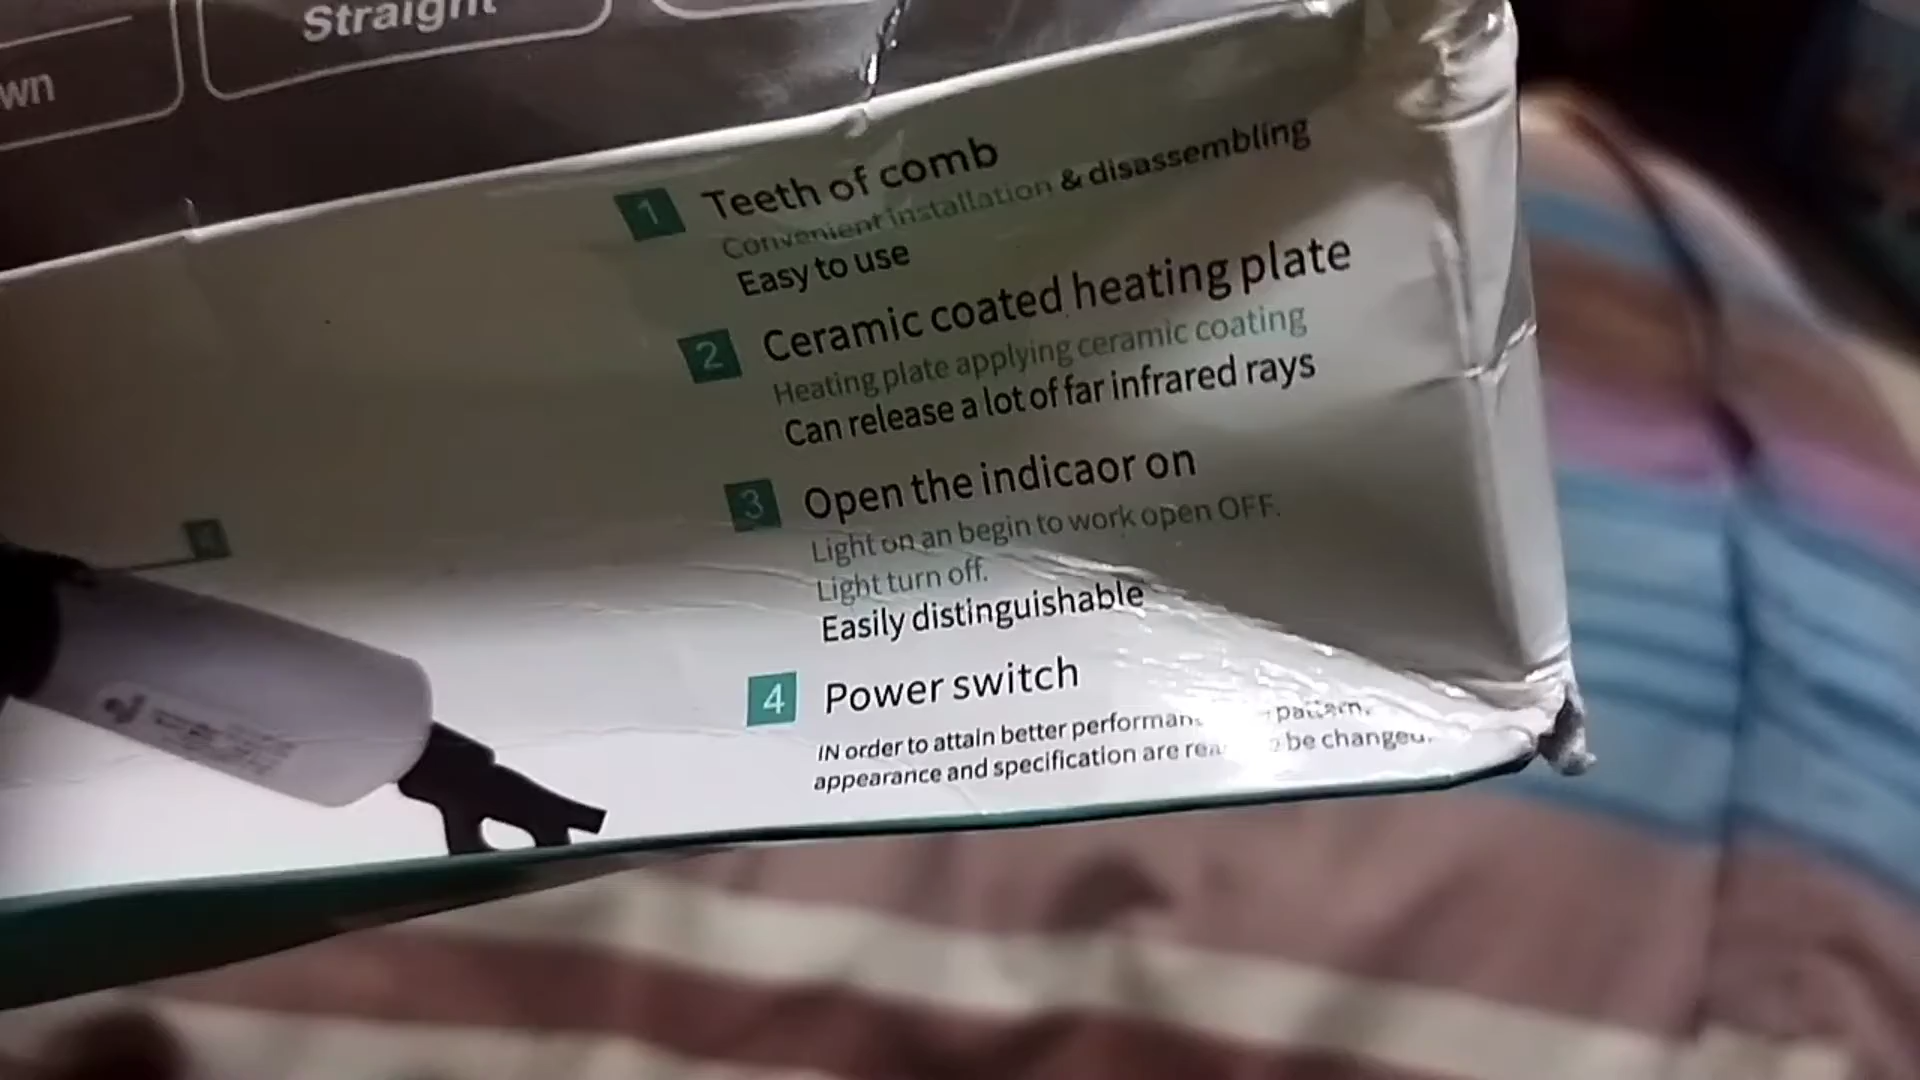 Straight
wn
1 Teeth of comb
Convenient installation & disassembling
Easy to use
2 Ceramic coated heating plate
Heating plate applying ceramic coating
Can release a lot of far infrared rays
3 Open the indicaor on
Light on an begin to work open OFF.
Light turn off.
Easily distinguishable
4 Power switch
IN order to attain better performan pattern,
appearance and specification are be changed.